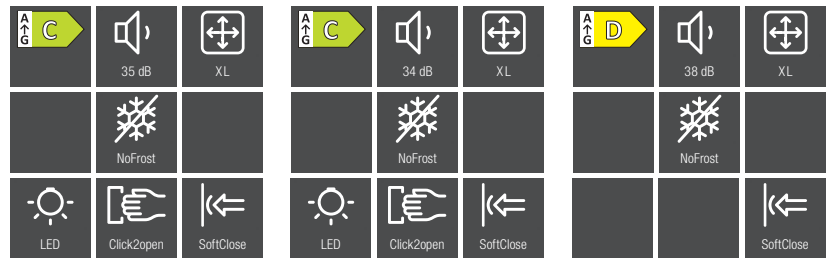 A
G
C
35 dB
XL
NoFrost
LED
Click2open
SoftClose
A
G
C
34 dB
XL
NoFrost
LED
Click2open
SoftClose
A
G
D
38 dB
XL
NoFrost
SoftClose